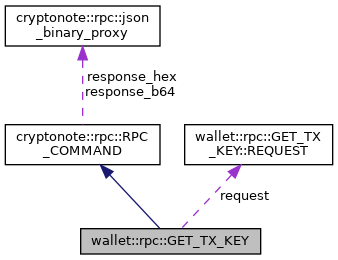 cryptonote::rpc::json
_binary_proxy
response_hex
response_b64
cryptonote::rpc::RPC
_COMMAND
wallet::rpc::GET_TX
_KEY::REQUEST
request
wallet::rpc::GET_TX_KEY